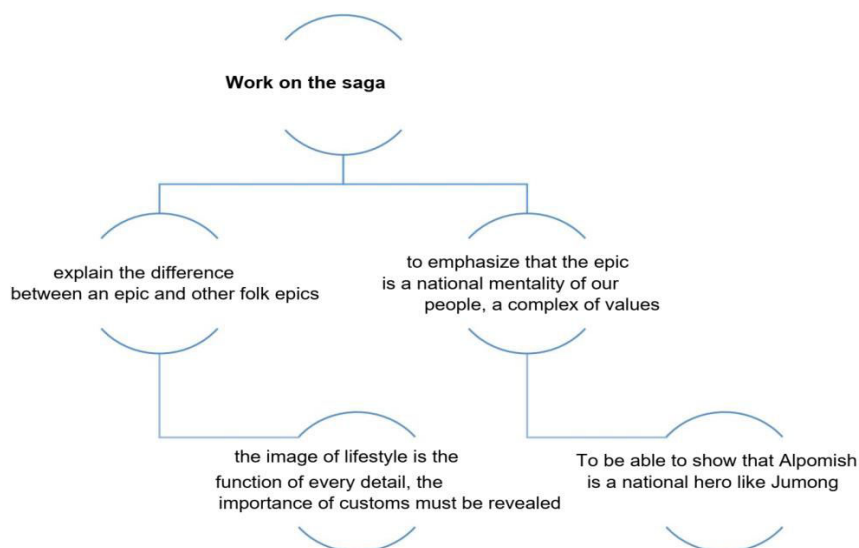 Work on the saga
explain the difference
between an epic and other folk epics
to emphasize that the epic
is a national mentality of our
people, a complex of values
the image of lifestyle is the
function of every detail, the
importance of customs must be revealed
To be able to show that Alpomish
is a national hero like Jumong